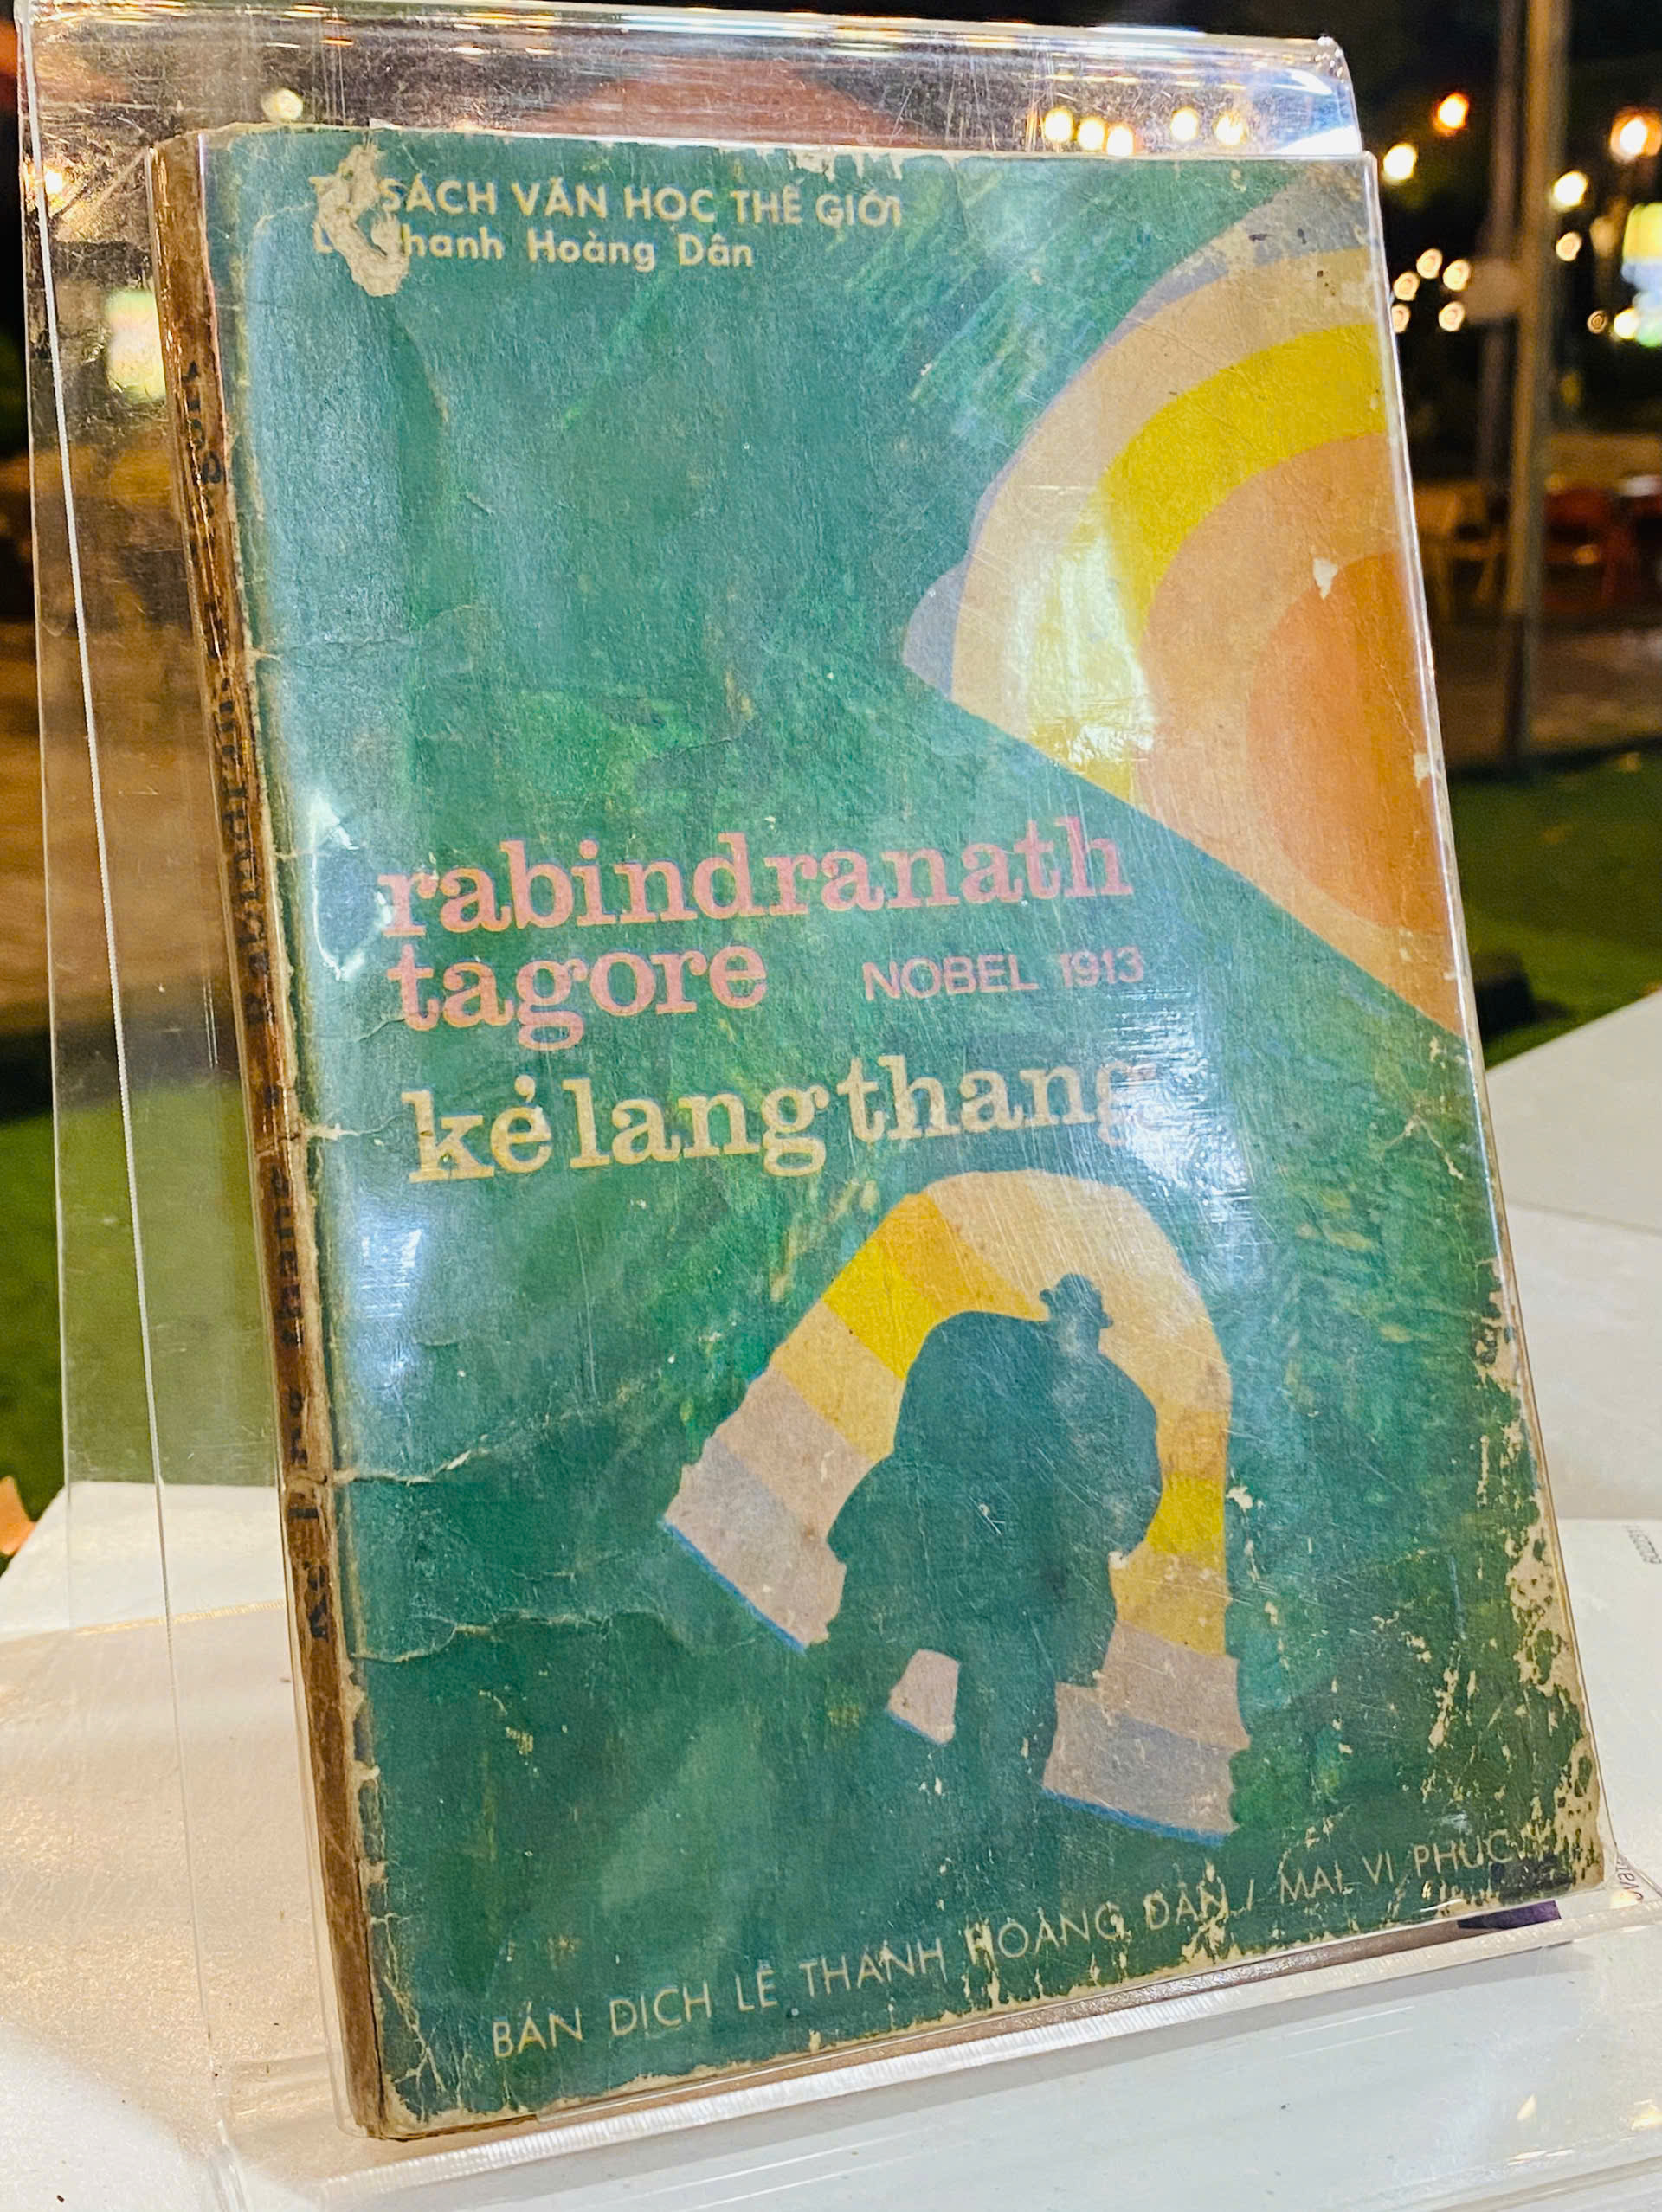 SÁCH VĂN HỌC THẾ GIỚI
Hoàng Dân
rabindranath
tagore NOBEL 1913
kẻ lang thang
BẢN DỊCH LÊ THANH HOÀNG DÂN / MAI VI PHÚC